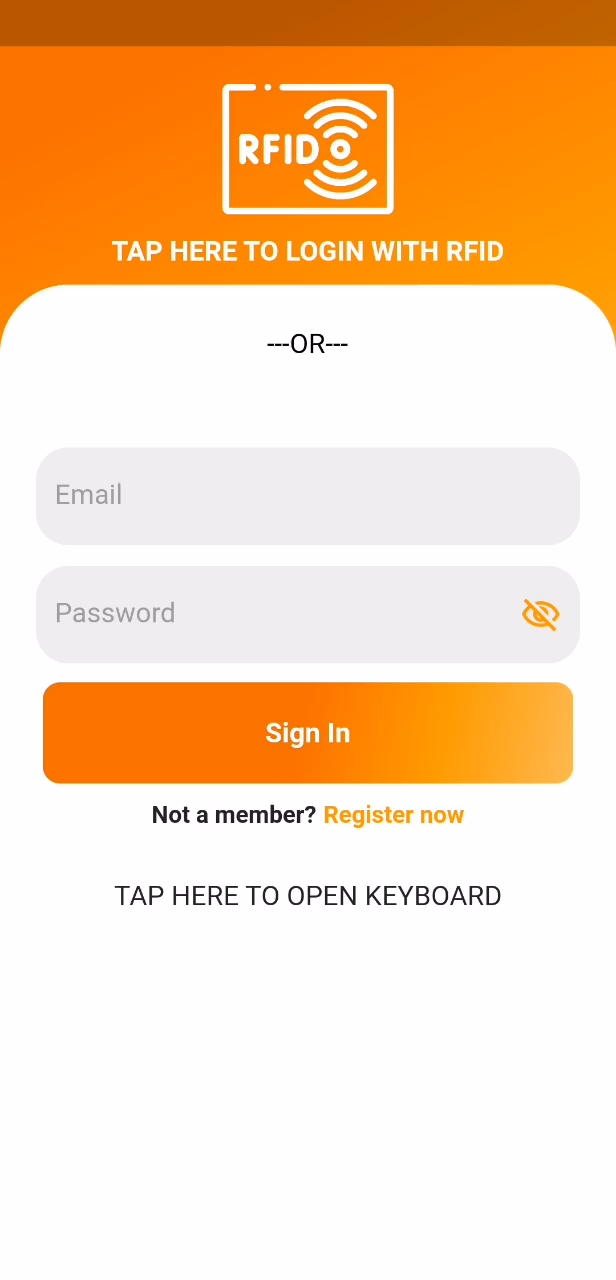 RFID
TAP HERE TO LOGIN WITH RFID
---OR---
Email
Password
Sign In
Not a member? Register now
TAP HERE TO OPEN KEYBOARD